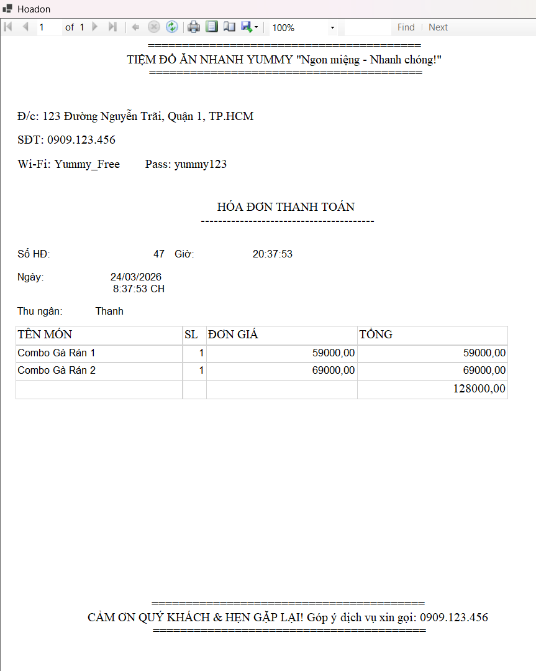 Hoadon
1 of 1 100% Find Next
========================================
TIỆM ĐỒ ĂN NHANH YUMMY "Ngon miệng - Nhanh chóng!"
========================================
Đ/c: 123 Đường Nguyễn Trãi, Quận 1, TP.HCM
SĐT: 0909.123.456
Wi-Fi: Yummy_Free Pass: yummy123
HÓA ĐƠN THANH TOÁN
----------------------------------------
Số HĐ: 47 Giờ: 20:37:53
Ngày: 24/03/2026
8:37:53 CH
Thu ngân: Thanh
TÊN MÓN SL ĐƠN GIÁ TỔNG
Combo Gà Rán 1 1 59000,00 59000,00
Combo Gà Rán 2 1 69000,00 69000,00
128000,00
========================================
CẢM ƠN QUÝ KHÁCH & HẸN GẶP LẠI! Góp ý dịch vụ xin gọi: 0909.123.456
========================================